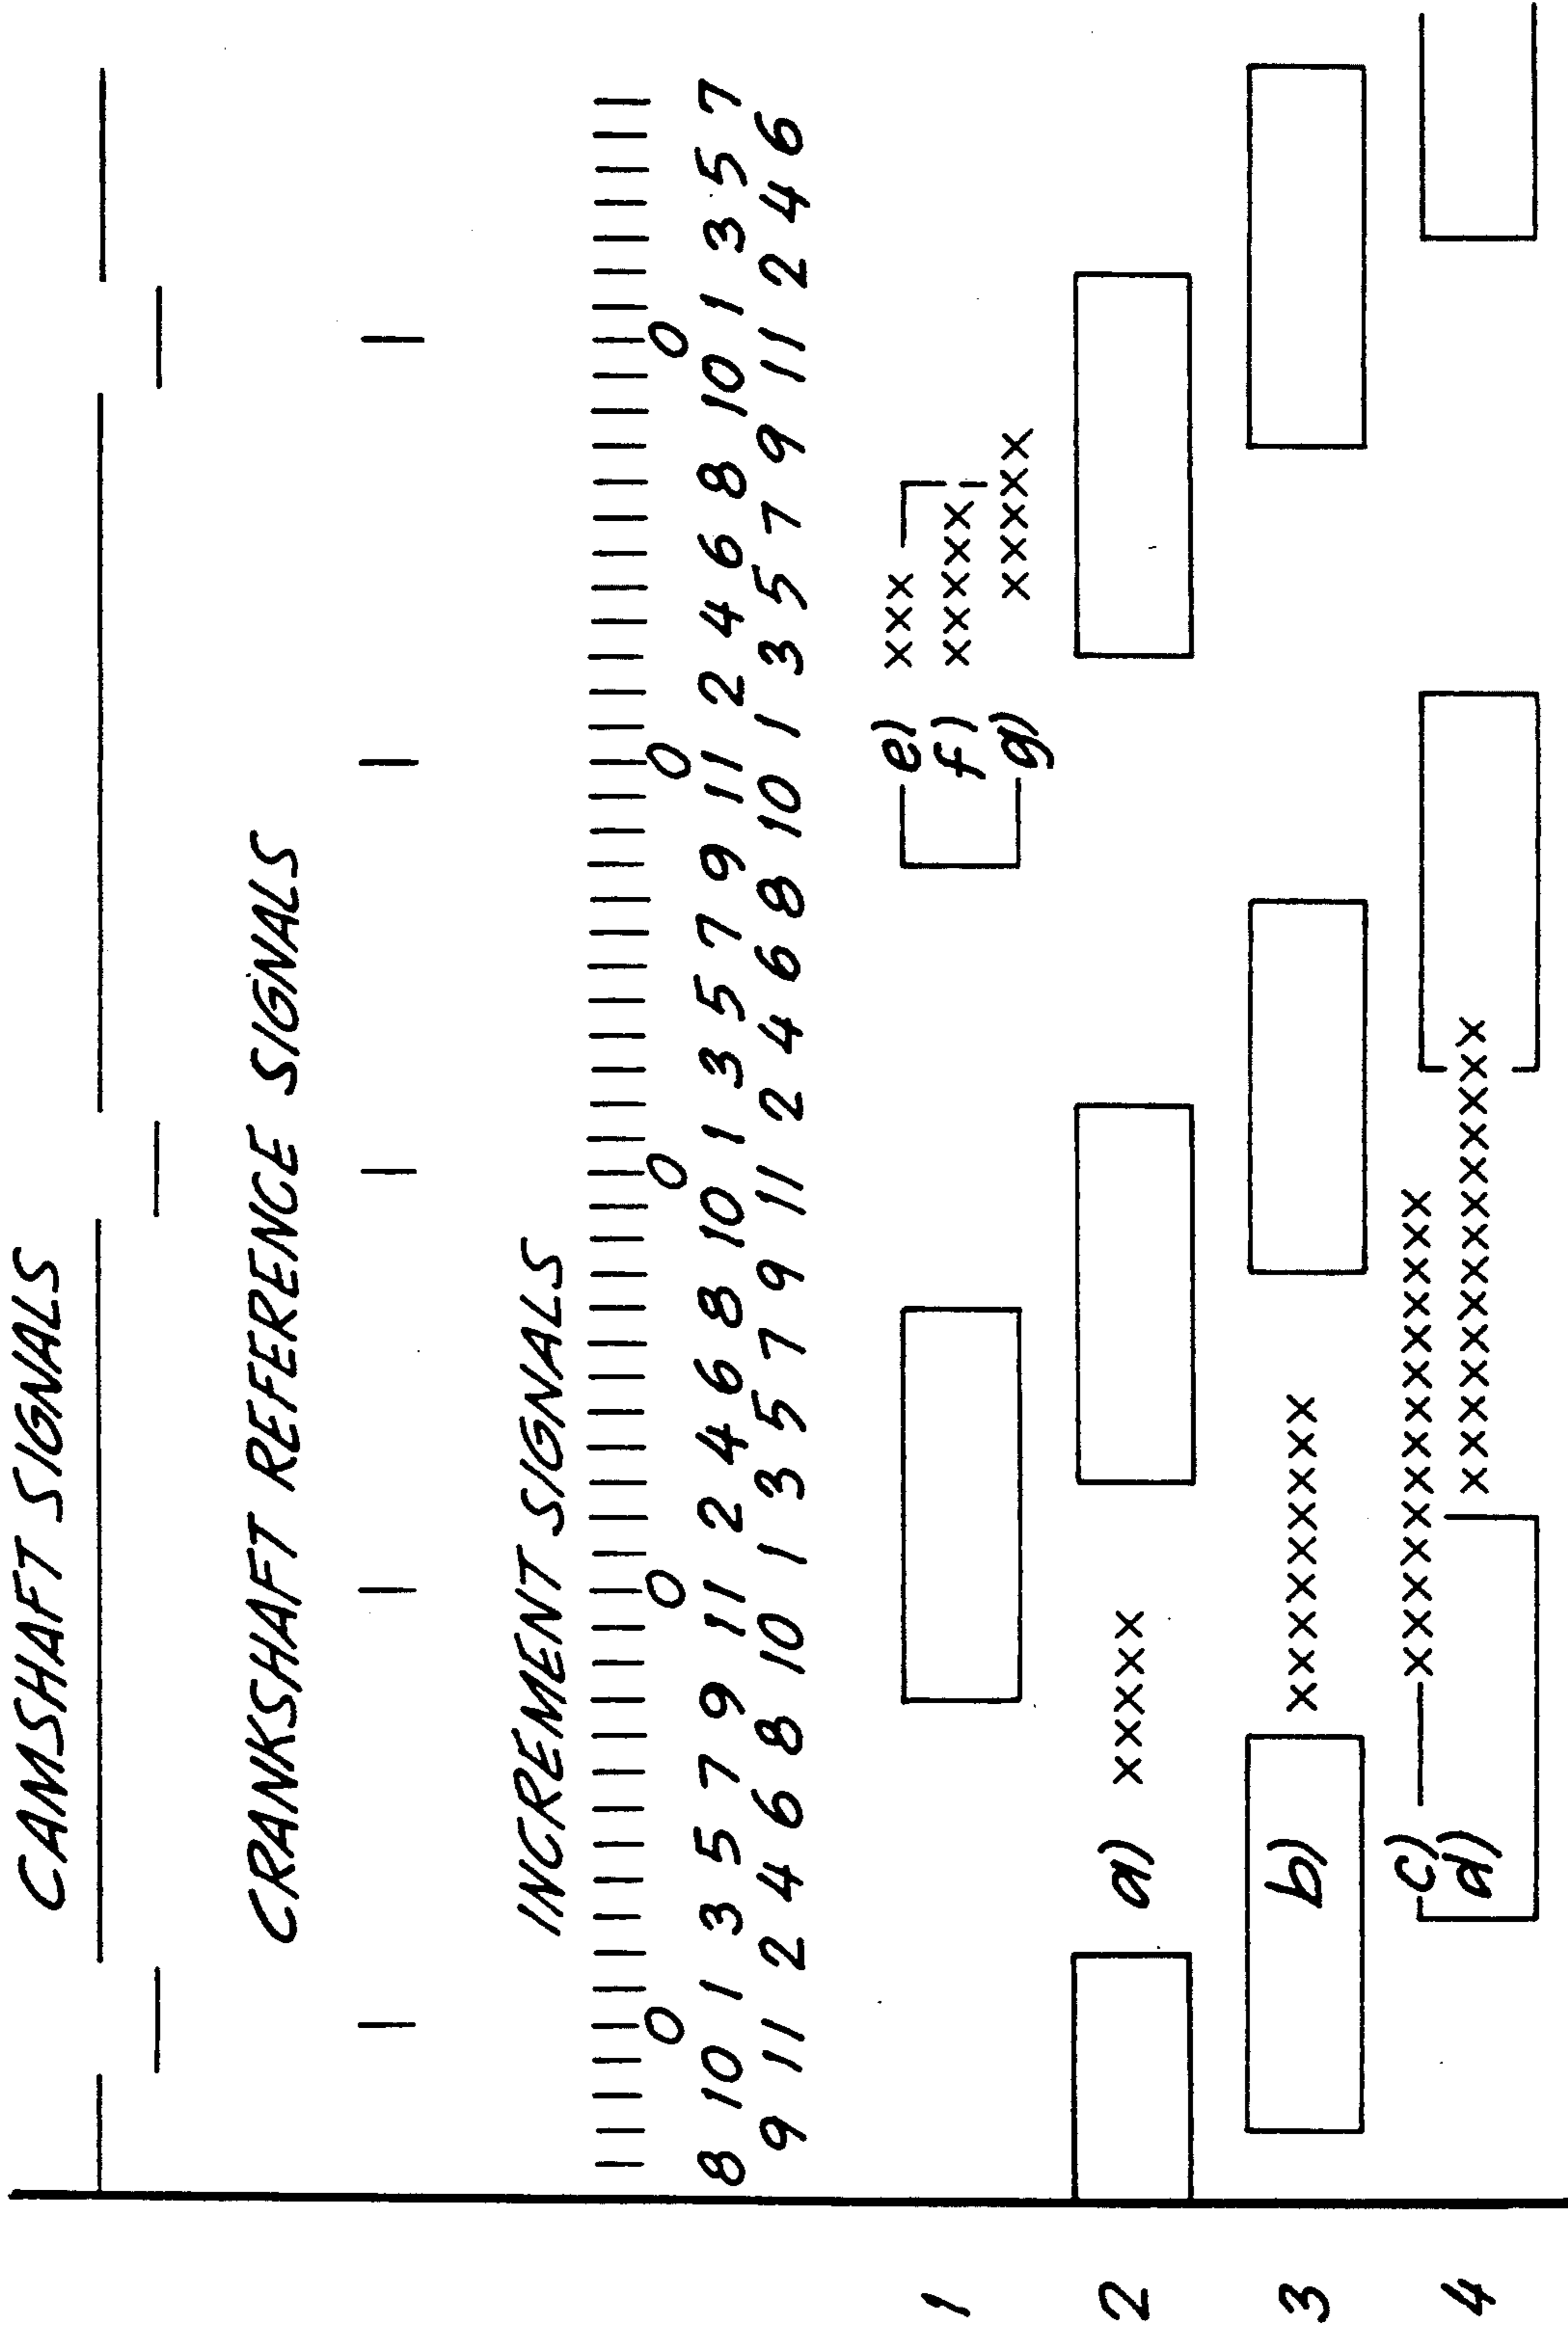 CAMSHAFT SIGNALS
CRANKSHAFT REFERENCE SIGNALS
INCREMENT SIGNALS
0 0 0 0 0
8 10 1 3 5 7 9 11 2 4 6 8 10 1 3 5 7 9 11 2 4 6 8 10 1 3 5 7
9 11 2 4 6 8 10 1 3 5 7 9 11 2 4 6 8 10 1 3 5 7 9 11 2 4 6
e) xxx
1 f) xxxxx
g) xxxxx
2 a) xxxxx
3 b) xxxxxxxxx
c) xxxxxxxxxxxxxx
4 d) xxxxxxxxxxxxxx